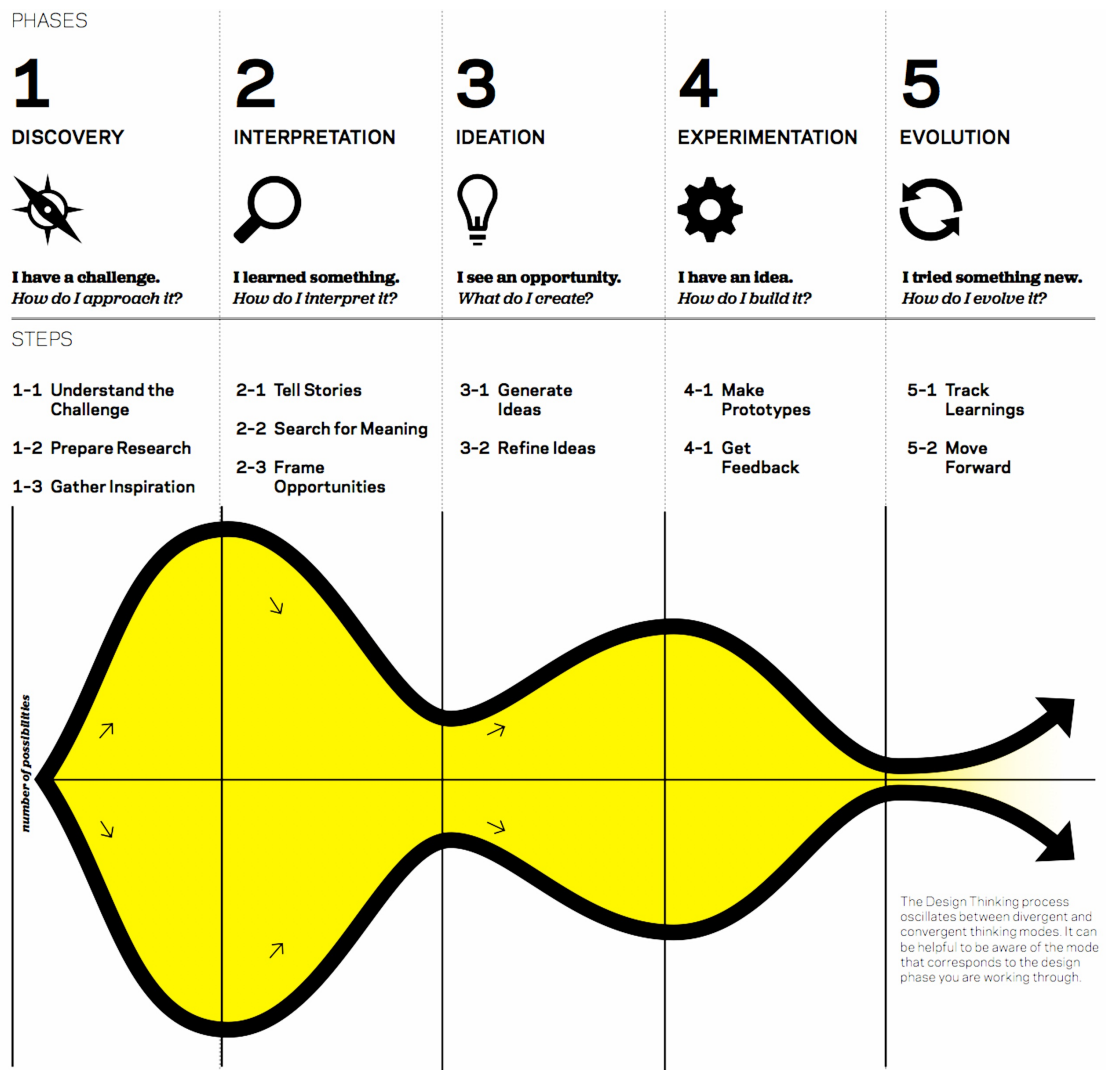 PHASES
1
DISCOVERY
I have a challenge.
How do I approach it?
2
INTERPRETATION
I learned something.
How do I interpret it?
3
IDEATION
I see an opportunity.
What do I create?
4
EXPERIMENTATION
I have an idea.
How do I build it?
5
EVOLUTION
I tried something new.
How do I evolve it?
STEPS
1-1 Understand the
Challenge
1-2 Prepare Research
1-3 Gather Inspiration
2-1 Tell Stories
2-2 Search for Meaning
2-3 Frame
Opportunities
3-1 Generate
Ideas
3-2 Refine Ideas
4-1 Make
Prototypes
4-1 Get
Feedback
5-1 Track
Learnings
5-2 Move
Forward
number of possibilities
The Design Thinking process
oscillates between divergent and
convergent thinking modes. It can
be helpful to be aware of the mode
that corresponds to the design
phase you are working through.